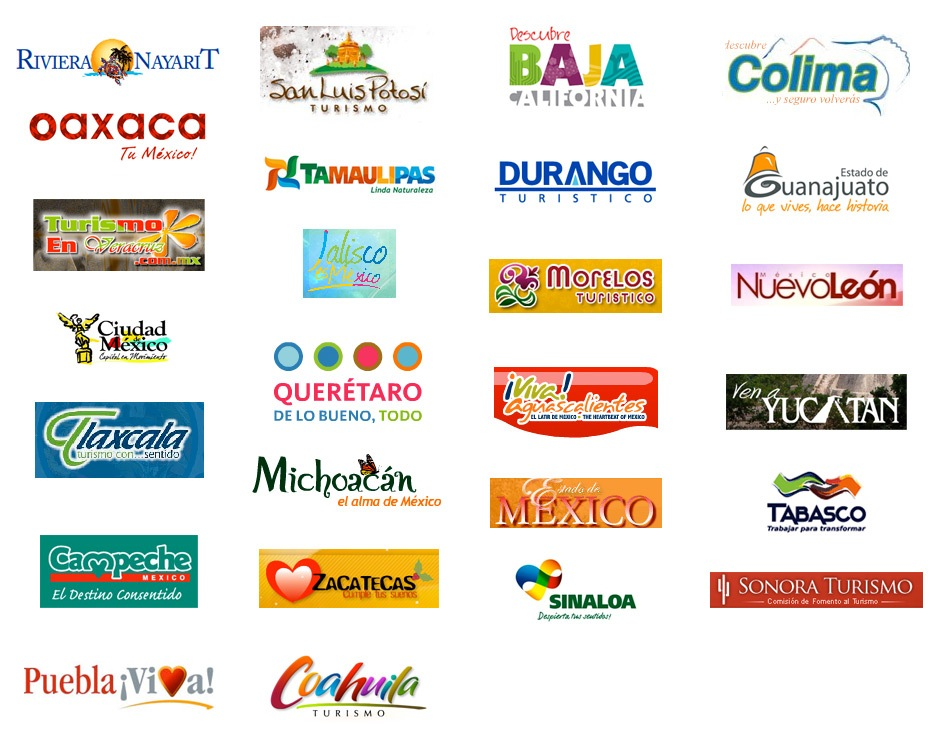 RIVIERA NAYARIT
oaxaca
Tu México!
Turismo
En Veracruz
.com.mx
Ciudad
de
México
Capital en Movimiento
Tlaxcala
turismo con...sentido
Campeche
MEXICO
El Destino Consentido
Puebla ¡Viva!
San Luis Potosí
TURISMO
TAMAULIPAS
Linda Naturaleza
Jalisco
es México
QUERÉTARO
DE LO BUENO, TODO
Michoacán
el alma de México
ZACATECAS
Cumple tus sueños
Coahuila
TURISMO
Descubre
BAJA
CALIFORNIA
DURANGO
TURISTICO
MORELOS
TURISTICO
¡Viva!
aguascalientes
EL LATIR DE MEXICO - THE HEARTBEAT OF MEXICO
Estado de
MÉXICO
SINALOA
Despierta tus sentidos!
descubre
Colima
...y seguro volverás
Estado de
Guanajuato
lo que vives, hace historia
México
NuevoLeón
Ven a
YUCATAN
TABASCO
Trabajar para transformar
SONORA TURISMO
Comisión de Fomento al Turismo